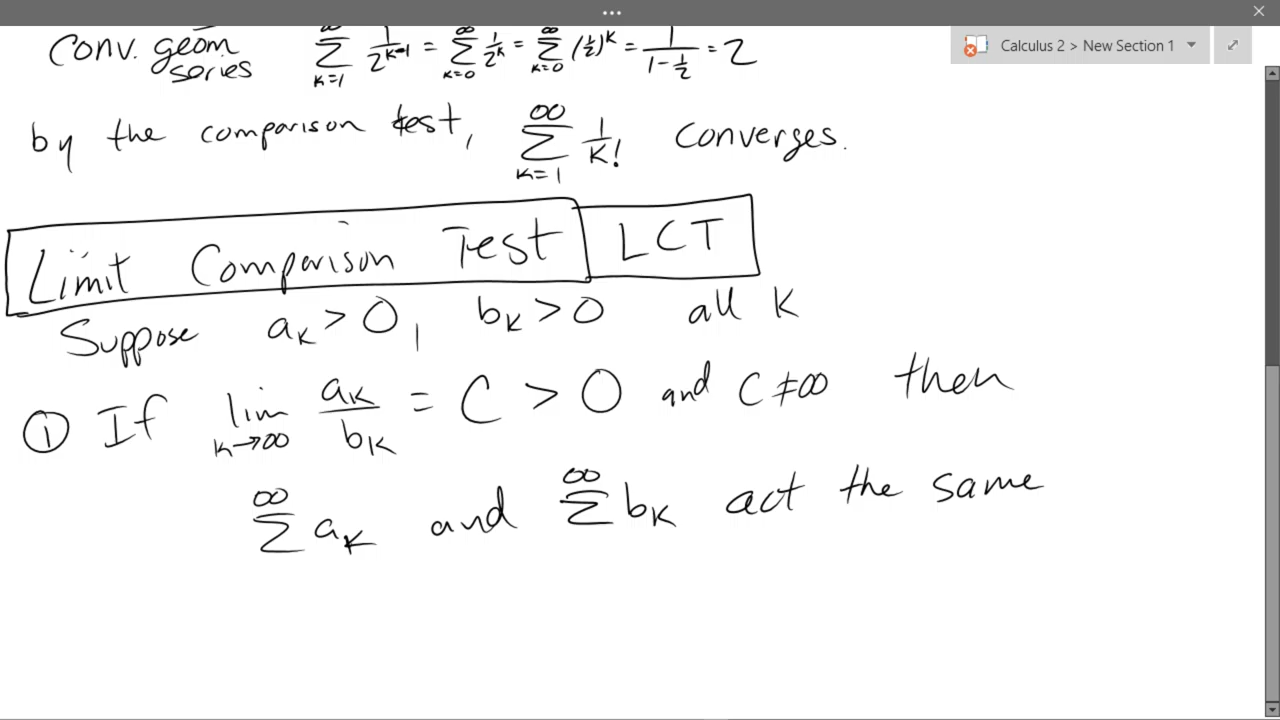 Calculus 2 > New Section 1
Conv. geom series ∞ Σ k=1 1/2^(k-1) = ∞ Σ k=0 1/2^k = ∞ Σ k=0 (1/2)^k = 1/(1-1/2) = 2
by the comparison test, ∞ Σ k=1 1/k! converges.
Limit Comparison Test LCT
Suppose a_k > 0, b_k > 0 all k
① If lim k→∞ a_k/b_k = C > 0 and C ≠ ∞ then
∞ Σ a_k and ∞ Σ b_k act the same